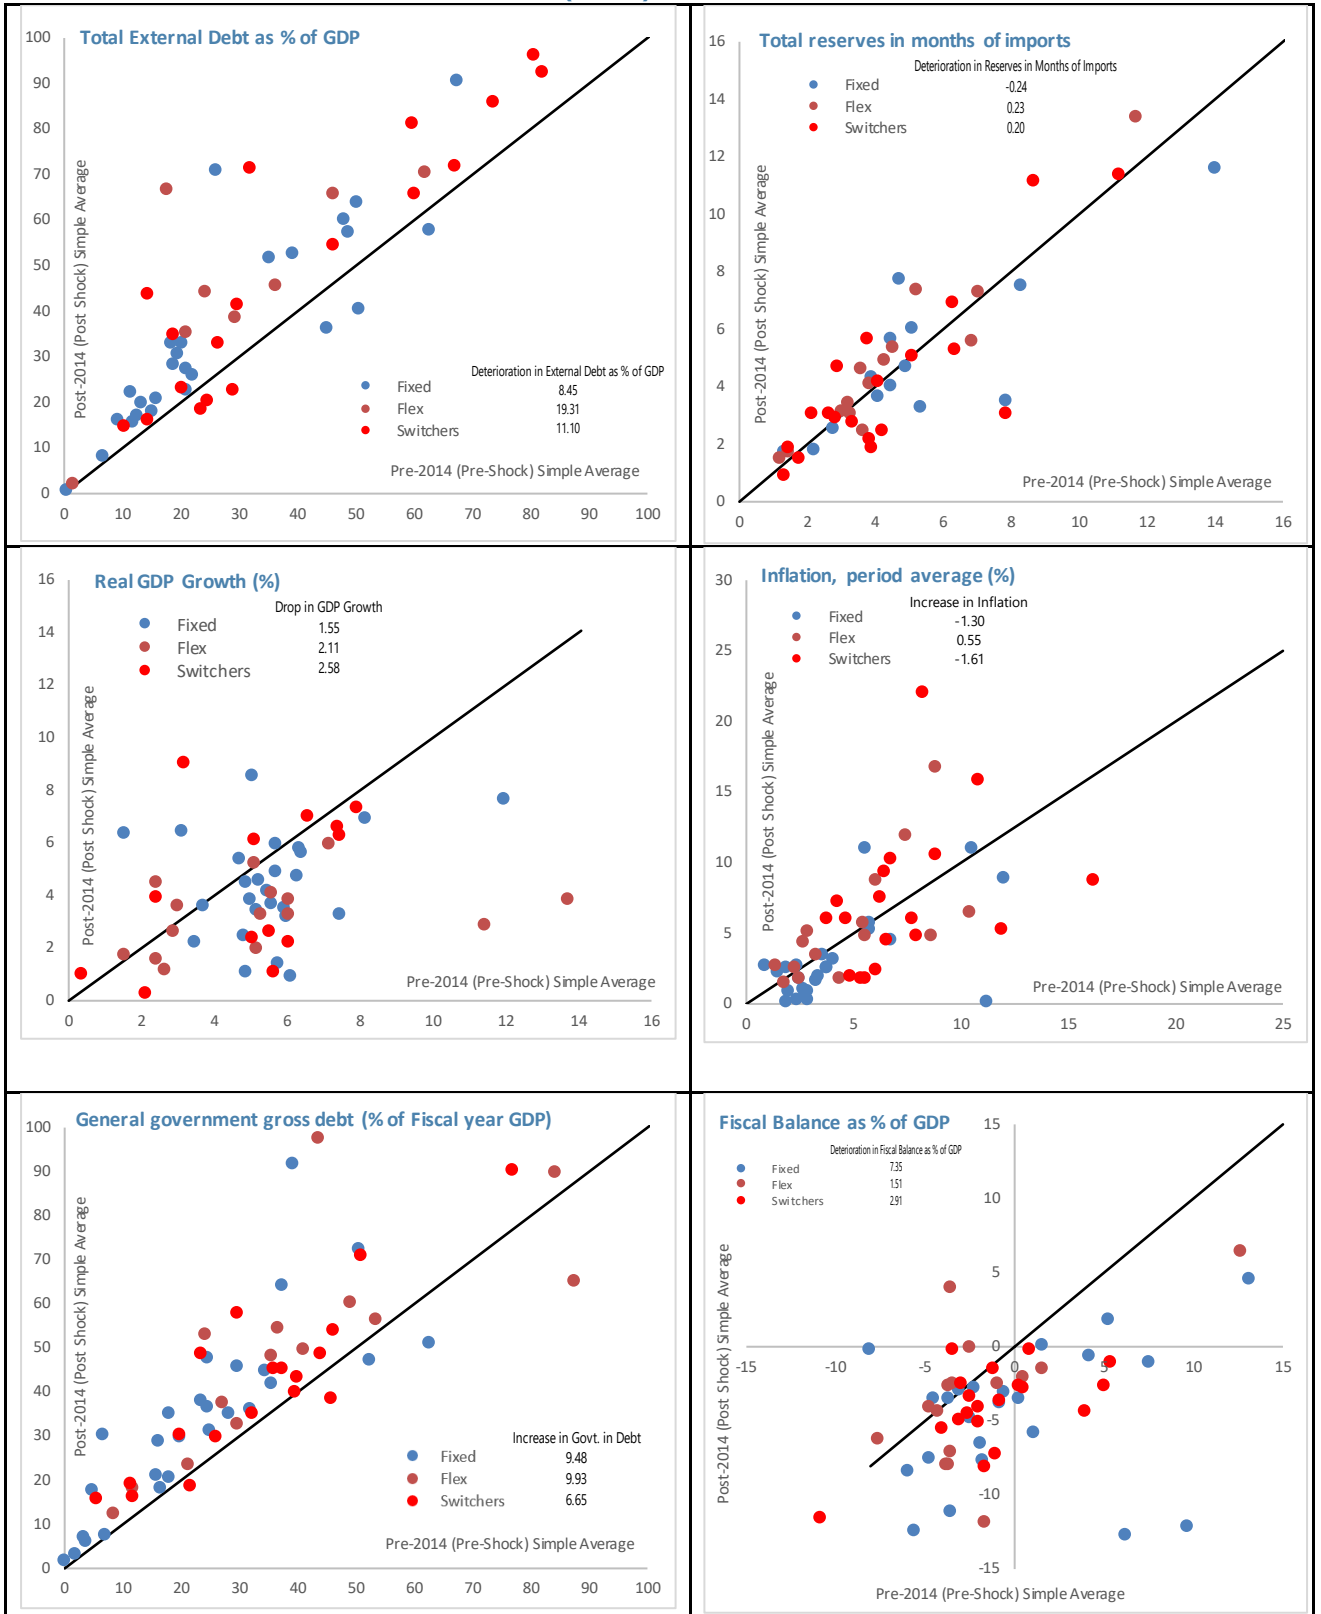 Total External Debt as % of GDP
100
90
80
70
60
50
40
30
20
10
0
Post-2014 (Post Shock) Simple Average
Deterioration in External Debt as % of GDP
Fixed 8.45
Flex 19.31
Switchers 11.10
Pre-2014 (Pre-Shock) Simple Average
0 10 20 30 40 50 60 70 80 90 100
Total reserves in months of imports
16
14
12
10
8
6
4
2
0
Deterioration in Reserves in Months of Imports
Fixed -0.24
Flex 0.23
Switchers 0.20
Post-2014 (Post Shock) Simple Average
Pre-2014 (Pre-Shock) Simple Average
0 2 4 6 8 10 12 14 16
Real GDP Growth (%)
16
14
12
10
8
6
4
2
0
Drop in GDP Growth
Fixed 1.55
Flex 2.11
Switchers 2.58
Post-2014 (Post Shock) Simple Average
Pre-2014 (Pre-Shock) Simple Average
0 2 4 6 8 10 12 14 16
Inflation, period average (%)
30
25
20
15
10
5
0
Increase in Inflation
Fixed -1.30
Flex 0.55
Switchers -1.61
Post-2014 (Post Shock) Simple Average
Pre-2014 (Pre-Shock) Simple Average
0 5 10 15 20 25
General government gross debt (% of Fiscal year GDP)
100
90
80
70
60
50
40
30
20
10
0
Post-2014 (Post Shock) Simple Average
Increase in Govt. in Debt
Fixed 9.48
Flex 9.93
Switchers 6.65
Pre-2014 (Pre-Shock) Simple Average
0 10 20 30 40 50 60 70 80 90 100
Fiscal Balance as % of GDP
Deterioration in Fiscal Balance as % of GDP
Fixed 7.35
Flex 1.51
Switchers 2.91
15
10
5
0
-5
-10
-15
Post-2014 (Post Shock) Simple Average
-15 -10 -5 0 5 10 15
Pre-2014 (Pre-Shock) Simple Average